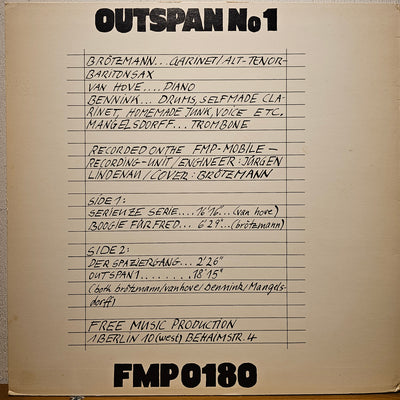 OUTSPAN No 1
BRÖTZMANN...CLARINET/ALT-TENOR-
BARITONSAX
VAN HOVE.... PIANO
BENNINK... DRUMS, SELFMADE CLA-
RINET, HOMEMADE JUNK, VOICE ETC.
MANGELSDORFF... TROMBONE
RECORDED ON THE FMP-MOBILE-
RECORDING-UNIT/ENGINEER: JÜRGEN
LINDENAU/COVER: BRÖTZMANN
SIDE 1:
SERIEUZE SERIE....16'16"...(van hove)
BOOGIE FÜR FRED... 6'29"...(brötzmann)
SIDE 2:
DER SPAZIERGANG... 2'26"
OUTSPAN 1........18'15"
(both brötzmann/vanhove/bennink/Mangels-
dorff)
FREE MUSIC PRODUCTION
1 BERLIN 10 (west) BEHAIMSTR. 4
FMP 0180